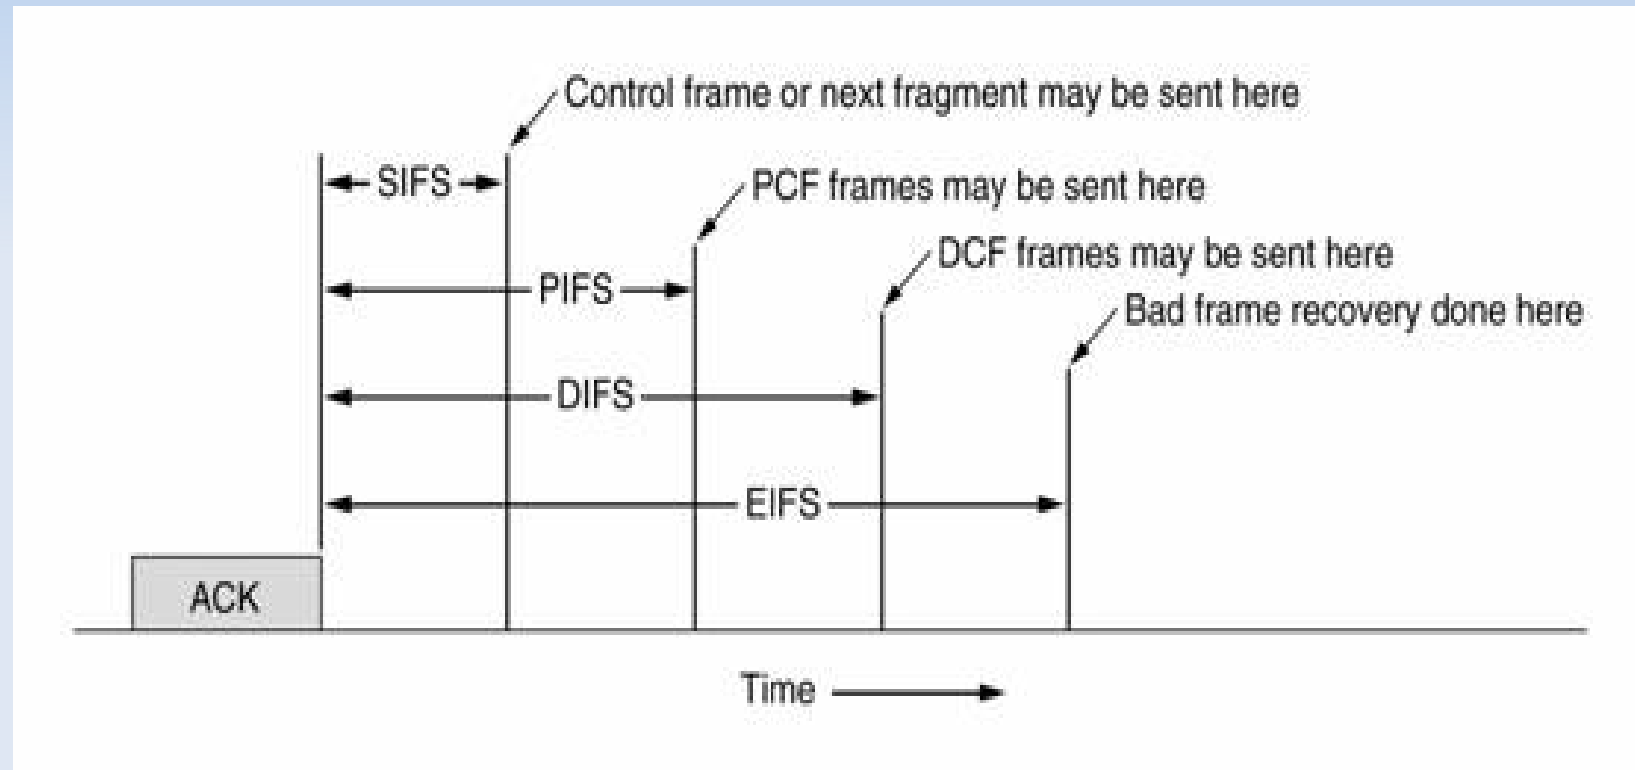 Control frame or next fragment may be sent here
SIFS
PCF frames may be sent here
DCF frames may be sent here
PIFS
Bad frame recovery done here
DIFS
EIFS
ACK
Time